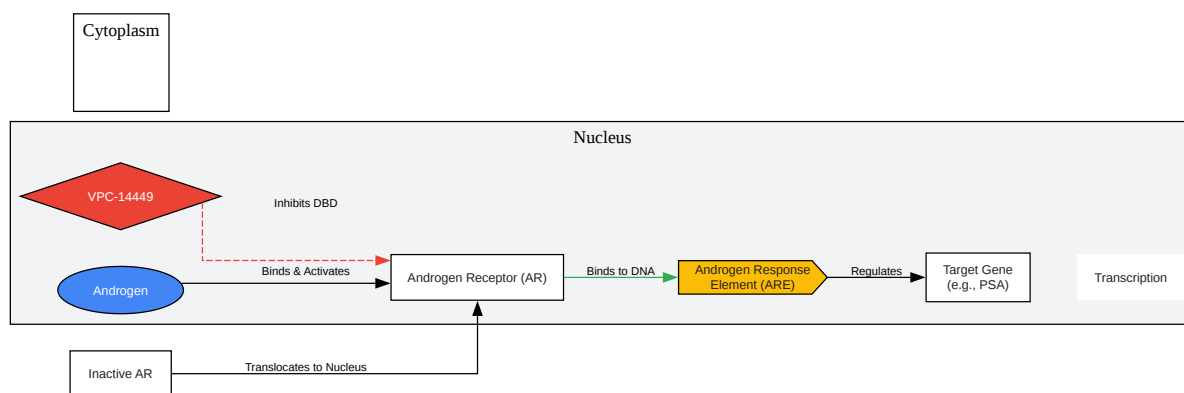 Cytoplasm
Nucleus
VPC-14449
Inhibits DBD
Binds & Activates
Androgen
Androgen Receptor (AR)
Binds to DNA
Androgen Response
Element (ARE)
Regulates
Target Gene
(e.g., PSA)
Transcription
Inactive AR
Translocates to Nucleus